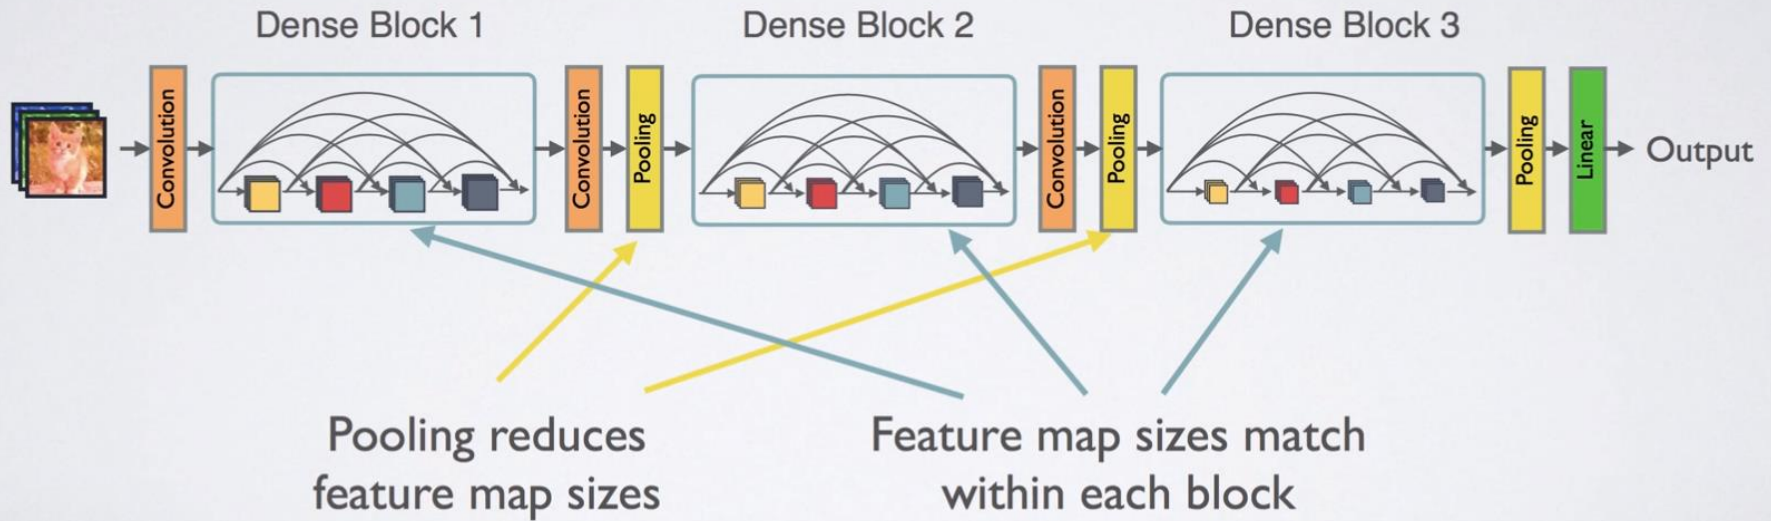 Dense Block 1
Dense Block 2
Dense Block 3
Convolution
Convolution
Pooling
Convolution
Pooling
Pooling
Linear
Output
Pooling reduces
feature map sizes
Feature map sizes match
within each block